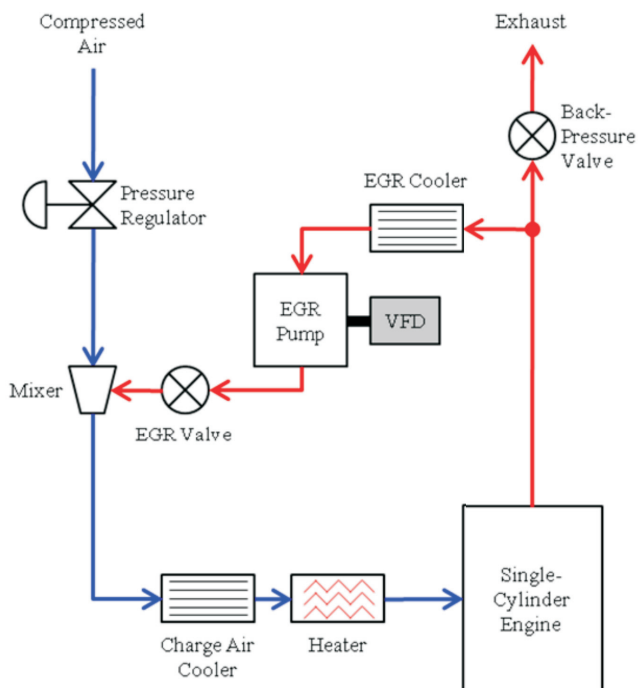 Compressed
Air
Exhaust
Back-
Pressure
Valve
EGR Cooler
Pressure
Regulator
EGR
Pump
VFD
Mixer
EGR Valve
Single-
Cylinder
Engine
Charge Air
Cooler
Heater